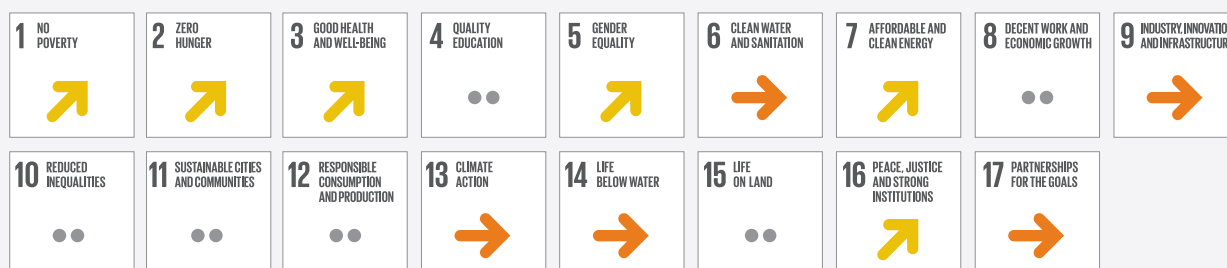 1 NO
POVERTY
2 ZERO
HUNGER
3 GOOD HEALTH
AND WELL-BEING
4 QUALITY
EDUCATION
5 GENDER
EQUALITY
6 CLEAN WATER
AND SANITATION
7 AFFORDABLE AND
CLEAN ENERGY
8 DECENT WORK AND
ECONOMIC GROWTH
9 INDUSTRY, INNOVATIO
AND INFRASTRUCTUR
10 REDUCED
INEQUALITIES
11 SUSTAINABLE CITIES
AND COMMUNITIES
12 RESPONSIBLE
CONSUMPTION
AND PRODUCTION
13 CLIMATE
ACTION
14 LIFE
BELOW WATER
15 LIFE
ON LAND
16 PEACE, JUSTICE
AND STRONG
INSTITUTIONS
17 PARTNERSHIPS
FOR THE GOALS